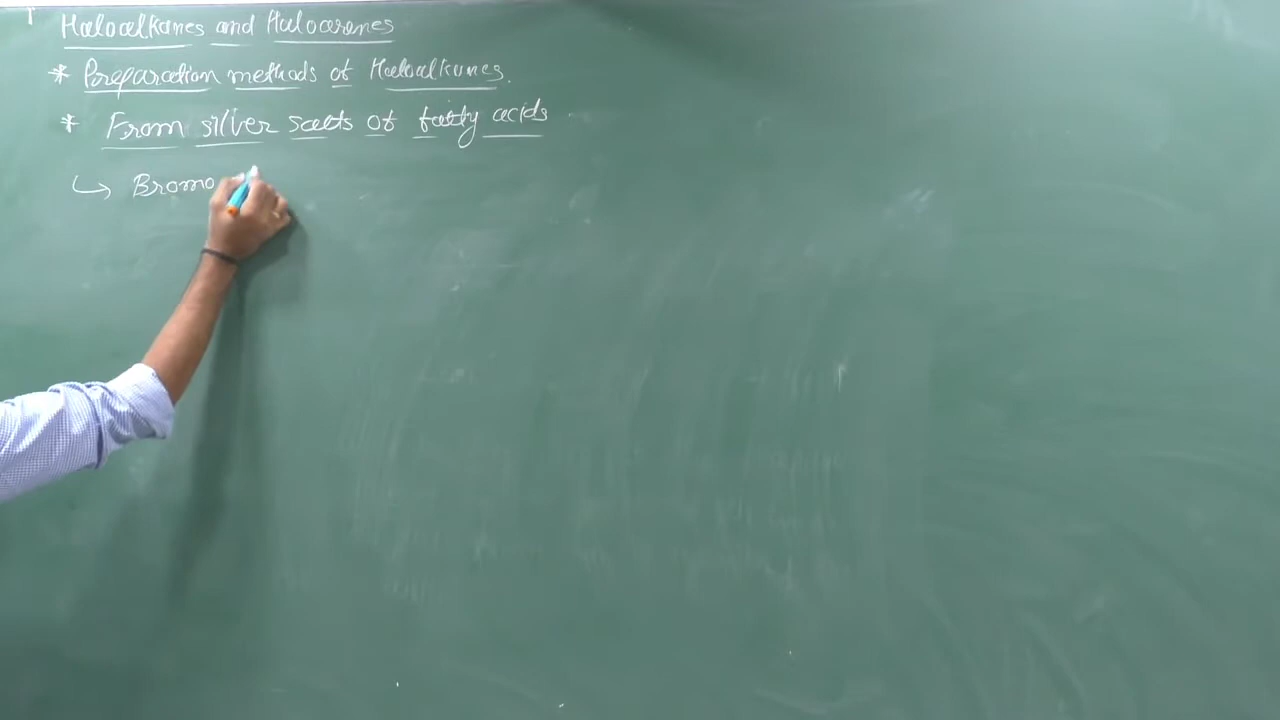 Haloalkanes and Haloarenes
* Preparation methods of Haloalkanes.
* From silver salts of fatty acids
↳ Bromo